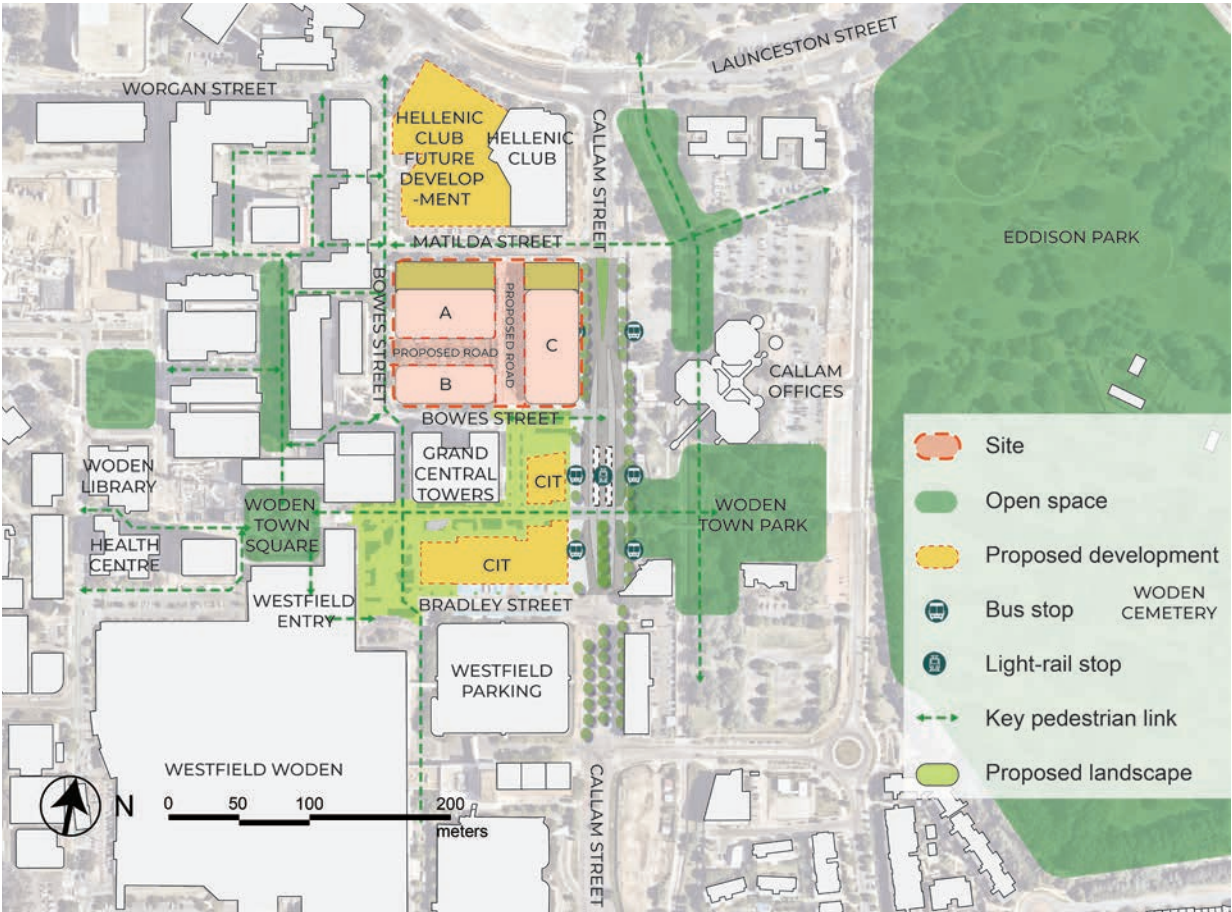 LAUNCESTON STREET
WORGAN STREET
HELLENIC
CLUB
FUTURE
DEVELOP
-MENT
HELLENIC
CLUB
CALLAM STREET
MATILDA STREET
EDDISON PARK
BOWES STREET
A
PROPOSED ROAD
B
PROPOSED ROAD
C
CALLAM
OFFICES
BOWES STREET
GRAND
CENTRAL
TOWERS
CIT
WODEN
LIBRARY
WODEN
TOWN
SQUARE
HEALTH
CENTRE
WODEN
TOWN PARK
CIT
WESTFIELD
ENTRY
BRADLEY STREET
WESTFIELD
PARKING
WESTFIELD WODEN
CALLAM STREET
N
0 50 100 200
meters
Site
Open space
Proposed development
WODEN
CEMETERY
Bus stop
Light-rail stop
Key pedestrian link
Proposed landscape